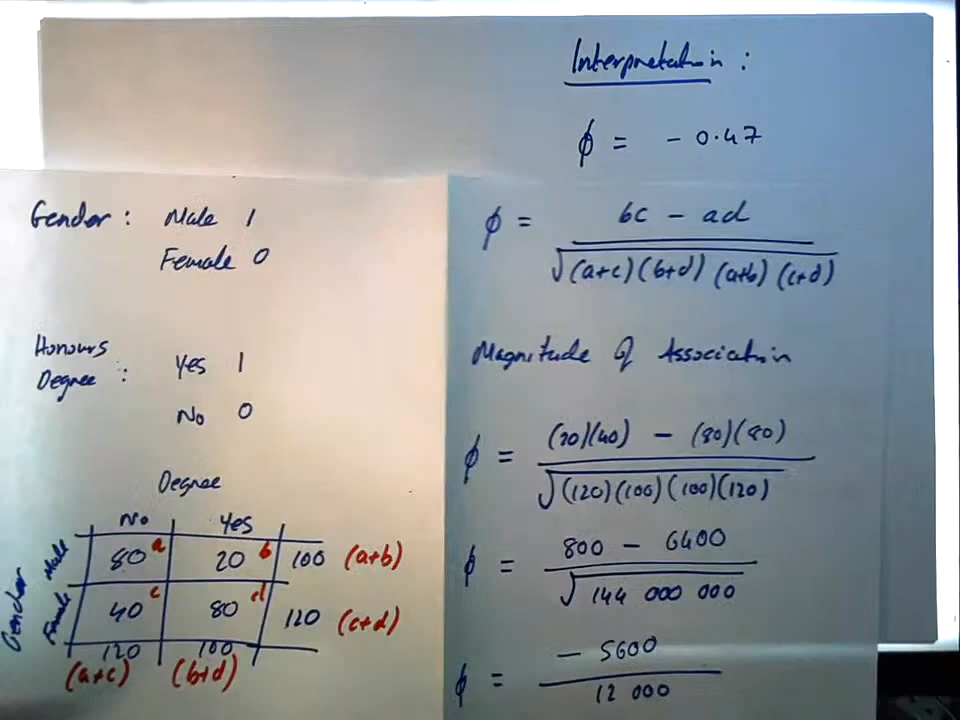 Interpretation :
ϕ = - 0.47
Gender : Male 1
Female 0
Honours
Degree : Yes 1
No 0
Degree
No Yes
Gender
Male 80 a 20 b 100 (a+b)
Female 40 c 80 d 120 (c+d)
120 100
(a+c) (b+d)
ϕ = bc - ad
√(a+c)(b+d)(a+b)(c+d)
Magnitude of Association
ϕ = (20)(40) - (80)(80)
√(120)(100)(100)(120)
ϕ = 800 - 6400
√144 000 000
ϕ = - 5600
12 000